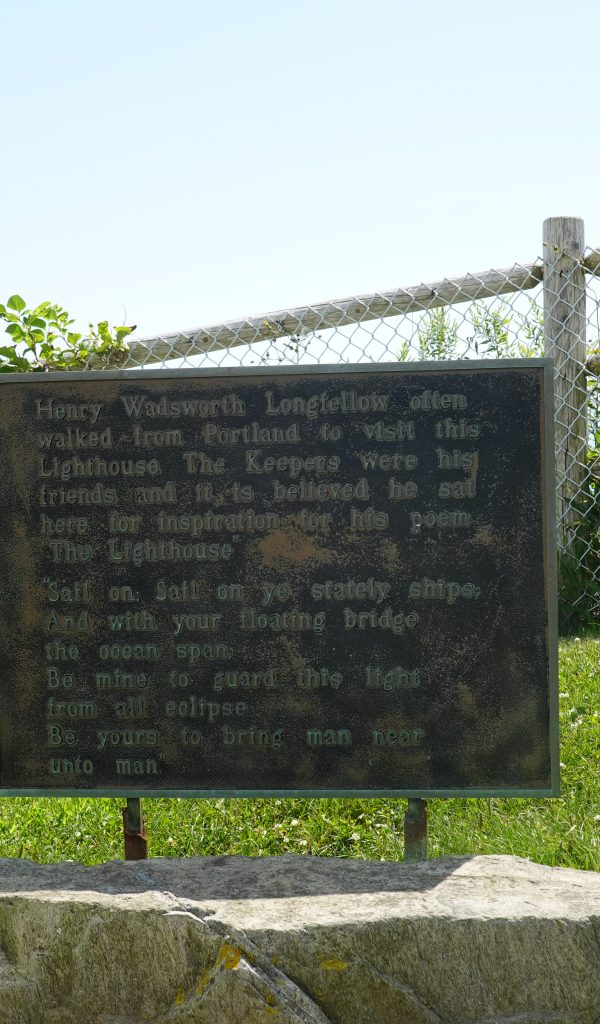 Henry Wadsworth Longfellow often
walked from Portland to visit this
Lighthouse. The Keepers were his
friends and it is believed he sat
here for inspiration for his poem
"The Lighthouse"
"Sail on; Sail on ye stately ships;
And with your floating bridge
the ocean span;
Be mine to guard this light
from all eclipse
Be yours to bring man near
unto man